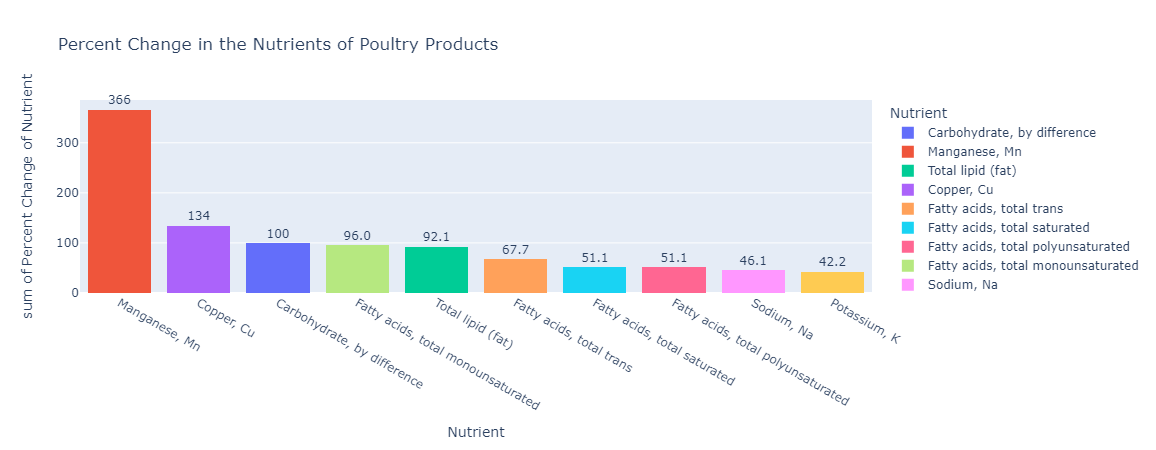 Percent Change in the Nutrients of Poultry Products
sum of Percent Change of Nutrient
300
200
100
0
366
134
100
96.0
92.1
67.7
51.1
51.1
46.1
42.2
Manganese, Mn
Copper, Cu
Carbohydrate, by difference
Fatty acids, total monounsaturated
Total lipid (fat)
Fatty acids, total trans
Fatty acids, total saturated
Fatty acids, total polyunsaturated
Sodium, Na
Potassium, K
Nutrient
Nutrient
Carbohydrate, by difference
Manganese, Mn
Total lipid (fat)
Copper, Cu
Fatty acids, total trans
Fatty acids, total saturated
Fatty acids, total polyunsaturated
Fatty acids, total monounsaturated
Sodium, Na